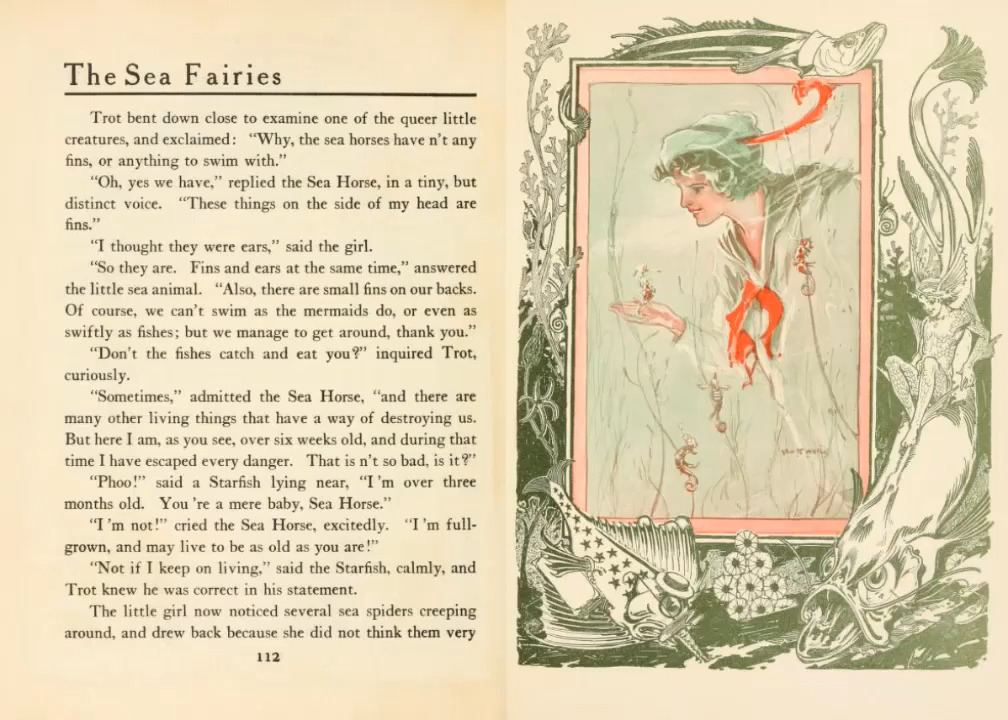 The Sea Fairies
Trot bent down close to examine one of the queer little
creatures, and exclaimed: "Why, the sea horses have n't any
fins, or anything to swim with."
"Oh, yes we have," replied the Sea Horse, in a tiny, but
distinct voice. "These things on the side of my head are
fins."
"I thought they were ears," said the girl.
"So they are. Fins and ears at the same time," answered
the little sea animal. "Also, there are small fins on our backs.
Of course, we can't swim as the mermaids do, or even as
swiftly as fishes; but we manage to get around, thank you."
"Don't the fishes catch and eat you?" inquired Trot,
curiously.
"Sometimes," admitted the Sea Horse, "and there are
many other living things that have a way of destroying us.
But here I am, as you see, over six weeks old, and during that
time I have escaped every danger. That is n't so bad, is it?"
"Phoo!" said a Starfish lying near, "I'm over three
months old. You 're a mere baby, Sea Horse."
"I 'm not!" cried the Sea Horse, excitedly. "I 'm full-
grown, and may live to be as old as you are!"
"Not if I keep on living," said the Starfish, calmly, and
Trot knew he was correct in his statement.
The little girl now noticed several sea spiders creeping
around, and drew back because she did not think them very
112